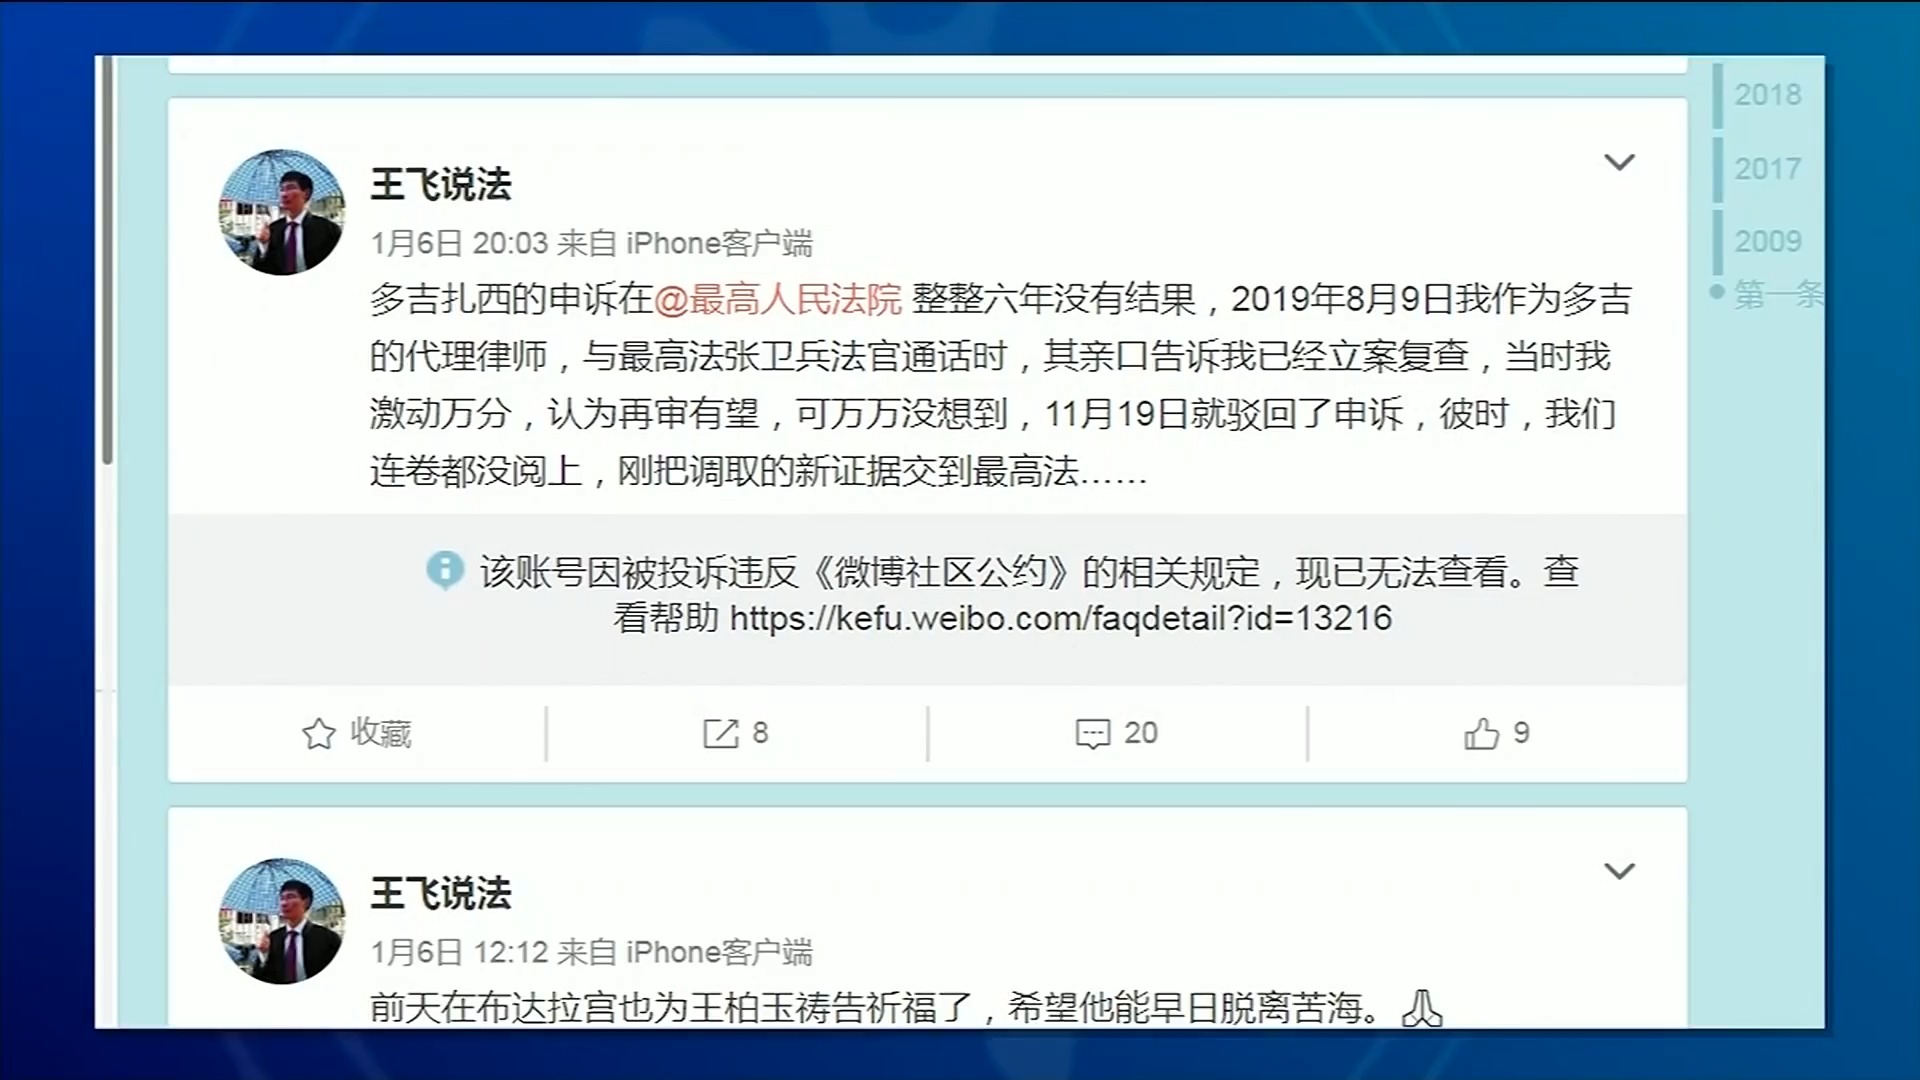 王飞说法
1月6日 20:03 来自 iPhone客户端
多吉扎西的申诉在@最高人民法院 整整六年没有结果，2019年8月9日我作为多吉
的代理律师，与最高法张卫兵法官通话时，其亲口告诉我已经立案复查，当时我
激动万分，认为再审有望，可万万没想到，11月19日就驳回了申诉，彼时，我们
连卷都没阅上，刚把调取的新证据交到最高法……
该账号因被投诉违反《微博社区公约》的相关规定，现已无法查看。查
看帮助 https://kefu.weibo.com/faqdetail?id=13216
收藏 8 20 9
王飞说法
1月6日 12:12 来自 iPhone客户端
前天在布达拉宫也为王柏玉祷告祈福了，希望他能早日脱离苦海。
2018
2017
2009
第一条